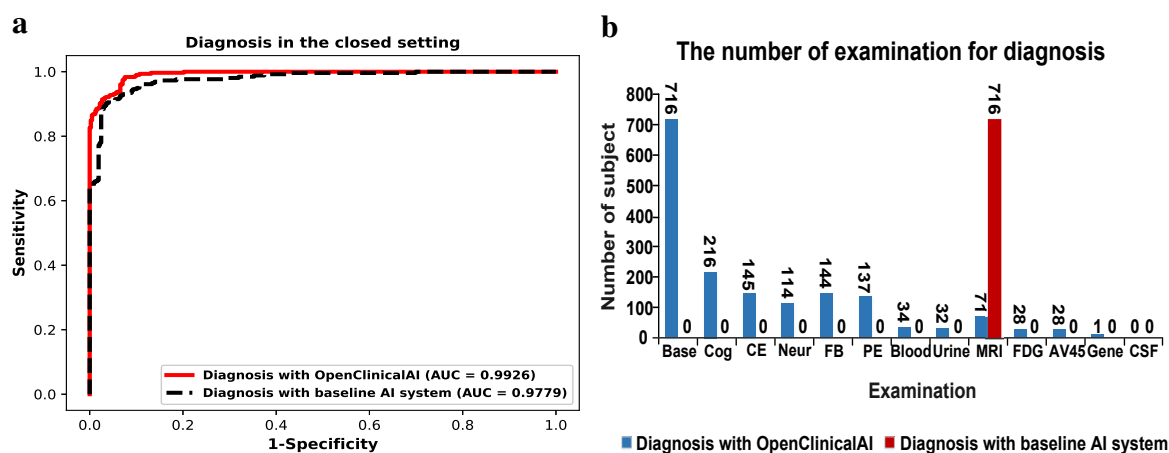 a
Diagnosis in the closed setting
Sensitivity
1.0
0.8
0.6
0.4
0.2
0.0
0.0 0.2 0.4 0.6 0.8 1.0
1-Specificity
Diagnosis with OpenClinicalAI (AUC = 0.9926)
Diagnosis with baseline AI system (AUC = 0.9779)
b
The number of examination for diagnosis
Number of subject
800
700
600
500
400
300
200
100
0
716 0 216 0 145 0 114 0 144 0 137 0 34 0 32 0 71 716 28 0 28 0 1 0 0 0
Base Cog CE Neur FB PE Blood Urine MRI FDG AV45 Gene CSF
Examination
Diagnosis with OpenClinicalAI Diagnosis with baseline AI system